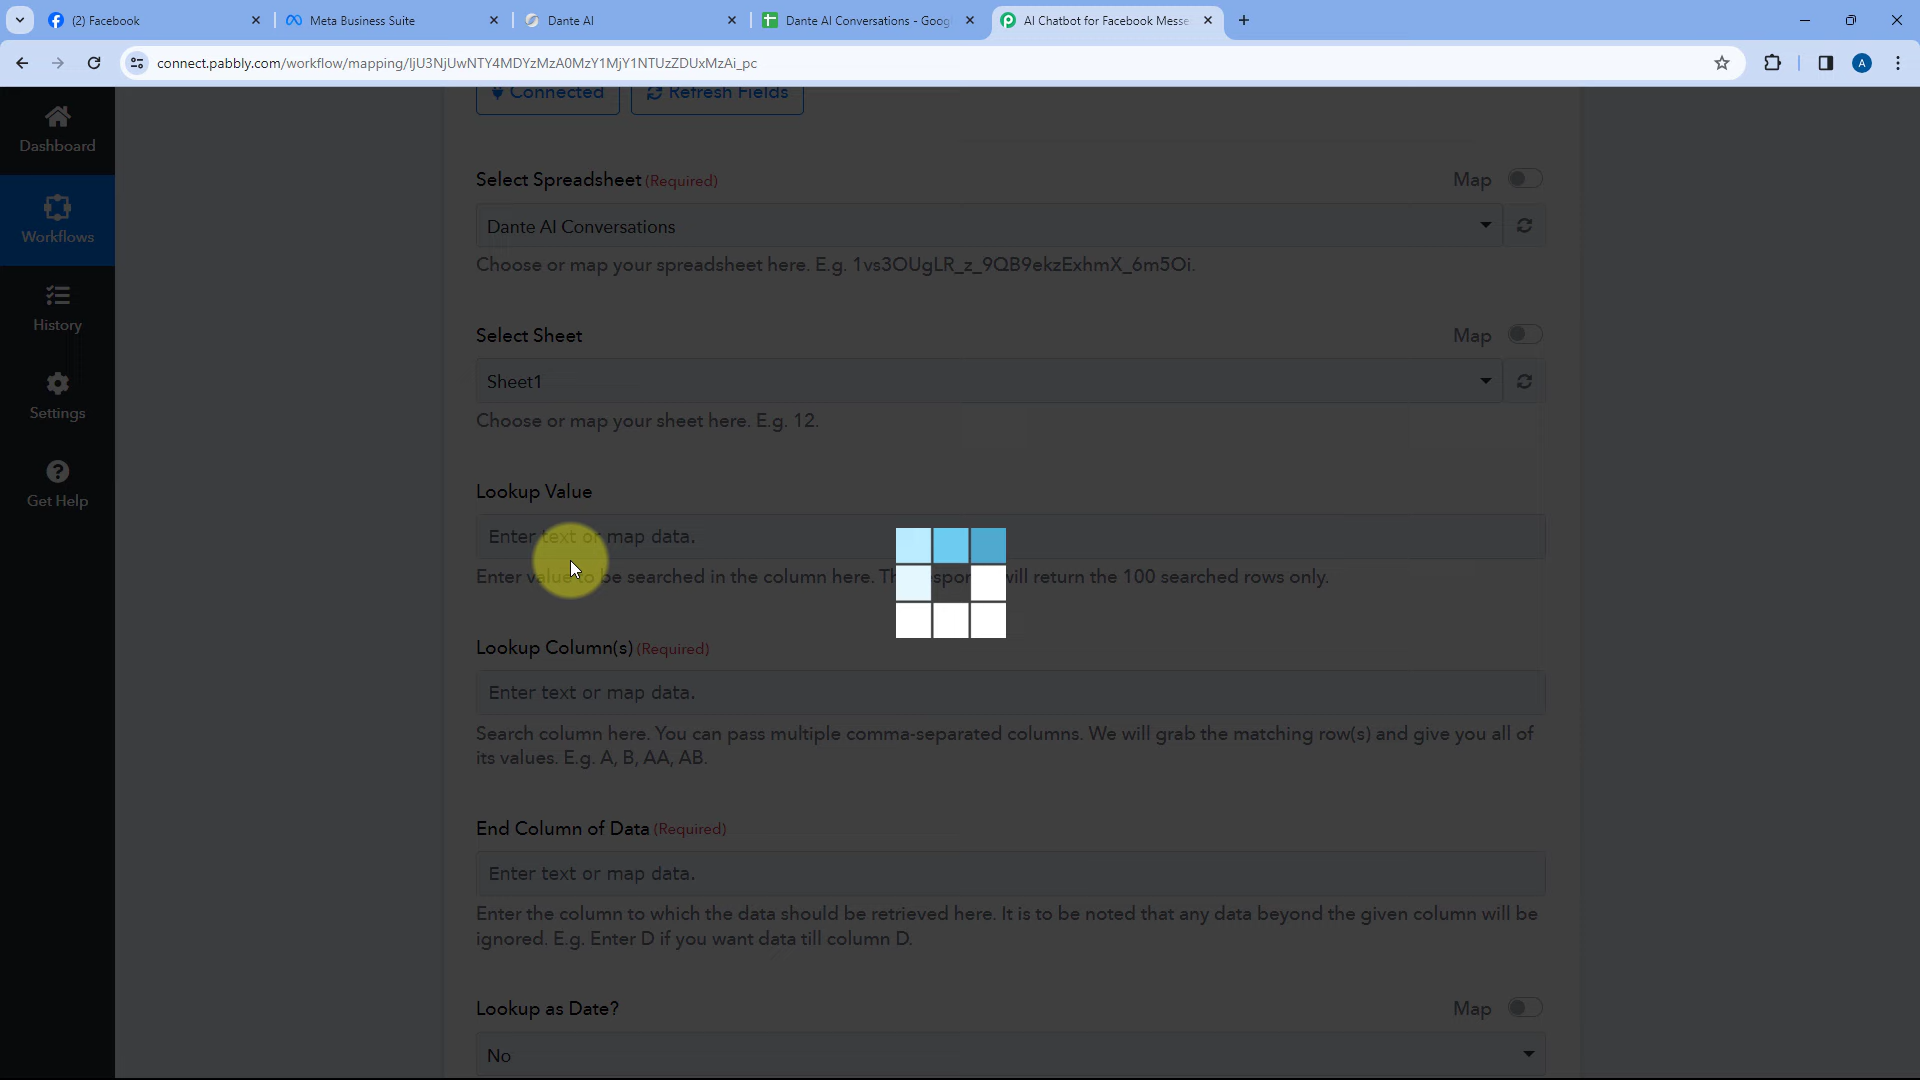 (2) Facebook
Meta Business Suite
Dante AI
Dante AI Conversations - Goog
AI Chatbot for Facebook Messe
connect.pabbly.com/workflow/mapping/IjU3NjUwNTY4MDYzMzA0MzY1MjY1NTUzZDUxMzAi_pc
A
Connected
Refresh Fields
Dashboard
Workflows
History
Settings
Get Help
Select Spreadsheet (Required)
Map
Dante AI Conversations
Choose or map your spreadsheet here. E.g. 1vs3OUgLR_z_9QB9ekzExhmX_6m5Oi.
Select Sheet
Map
Sheet1
Choose or map your sheet here. E.g. 12.
Lookup Value
Enter text or map data.
Enter value to be searched in the column here. The will return the 100 searched rows only.
Lookup Column(s) (Required)
Enter text or map data.
Search column here. You can pass multiple comma-separated columns. We will grab the matching row(s) and give you all of
its values. E.g. A, B, AA, AB.
End Column of Data (Required)
Enter text or map data.
Enter the column to which the data should be retrieved here. It is to be noted that any data beyond the given column will be
ignored. E.g. Enter D if you want data till column D.
Lookup as Date?
Map
No